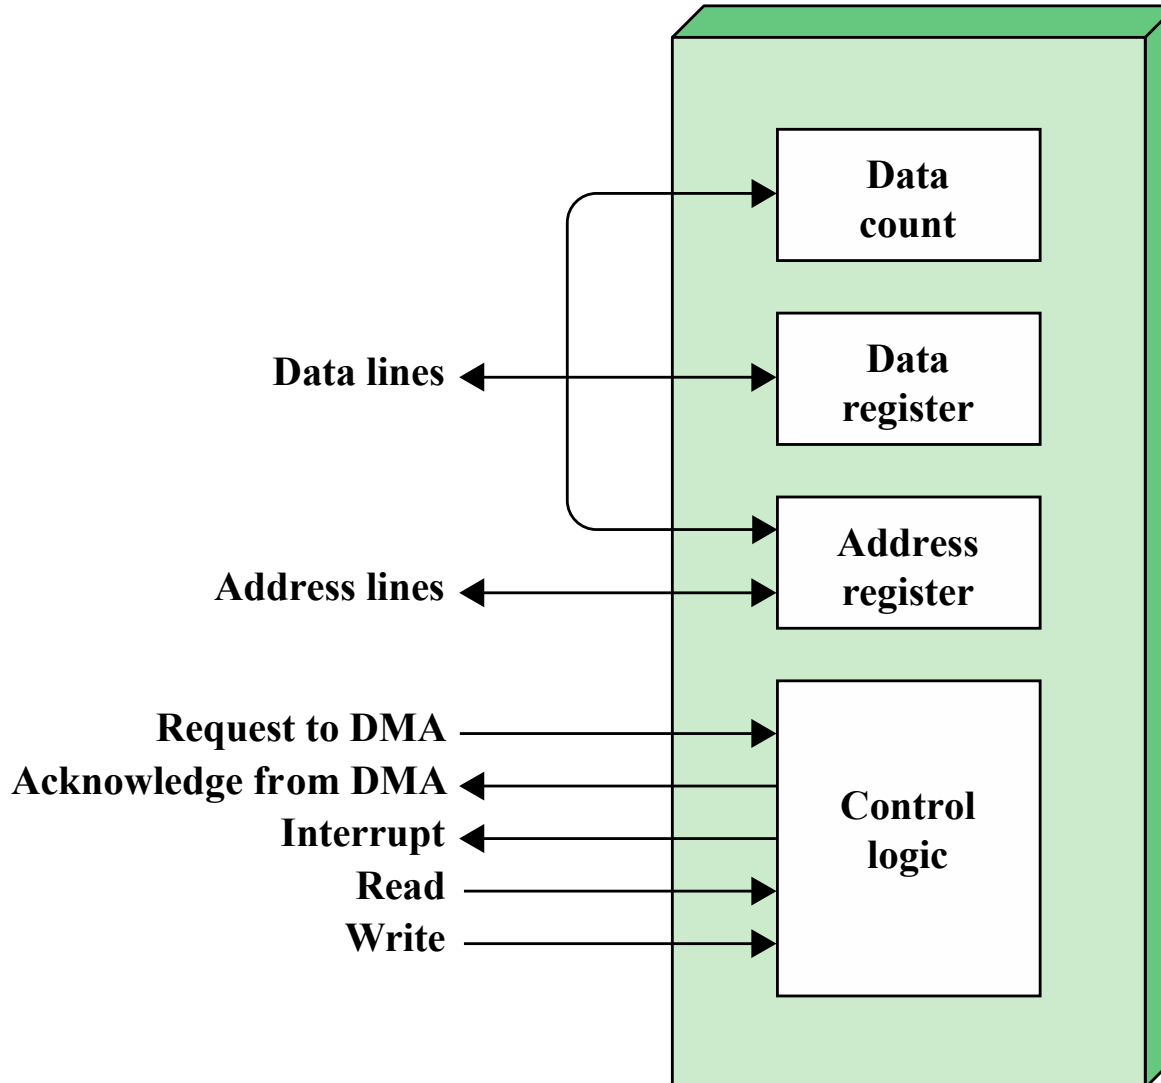 Data
count
Data lines
Data
register
Address
register
Address lines
Request to DMA
Acknowledge from DMA
Interrupt
Read
Write
Control
logic